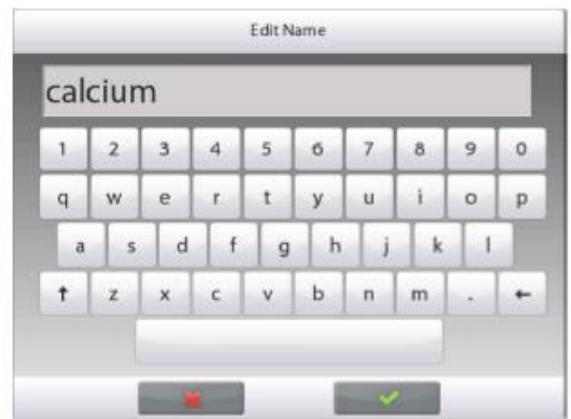 Edit Name
calcium
1 2 3 4 5 6 7 8 9 0
q w e r t y u i o p
a s d f g h j k l
↑ z x c v b n m . ←